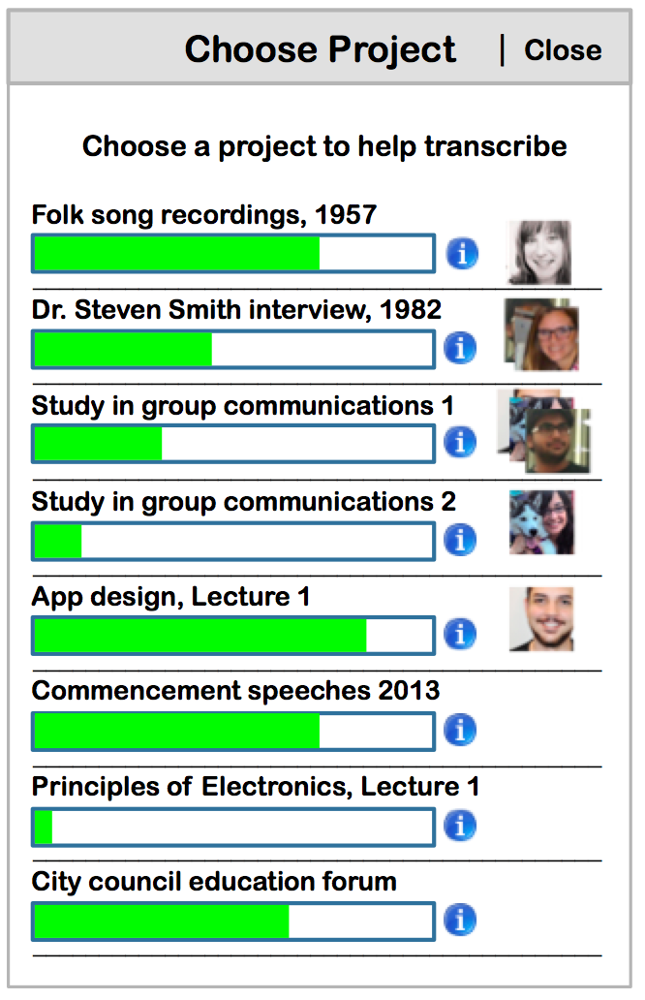 Choose Project | Close
Choose a project to help transcribe
Folk song recordings, 1957
i
Dr. Steven Smith interview, 1982
i
Study in group communications 1
i
Study in group communications 2
i
App design, Lecture 1
i
Commencement speeches 2013
i
Principles of Electronics, Lecture 1
i
City council education forum
i